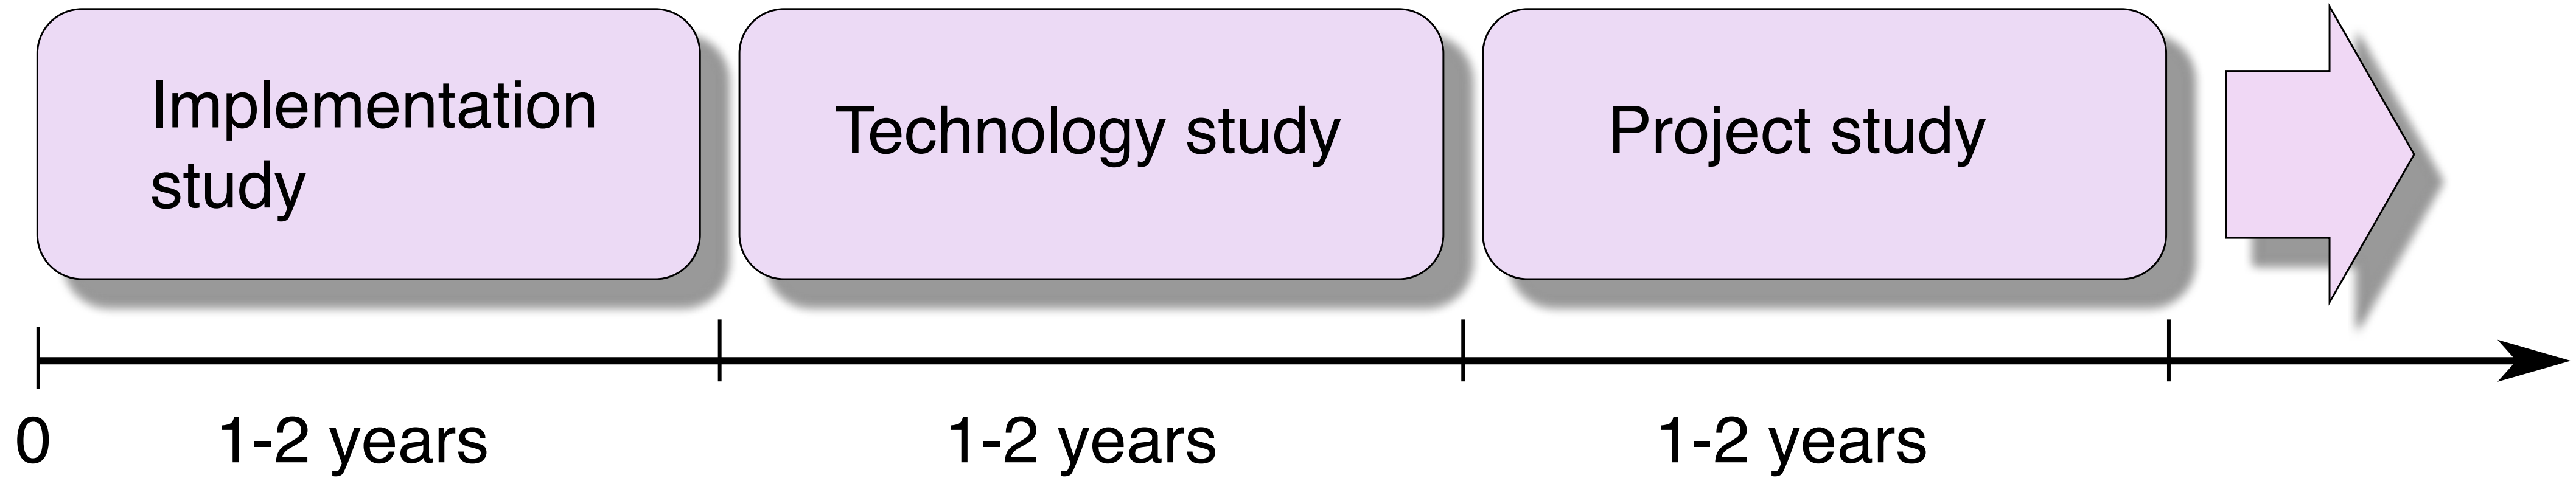 Implementation
study
Technology study
Project study
0
1-2 years
1-2 years
1-2 years